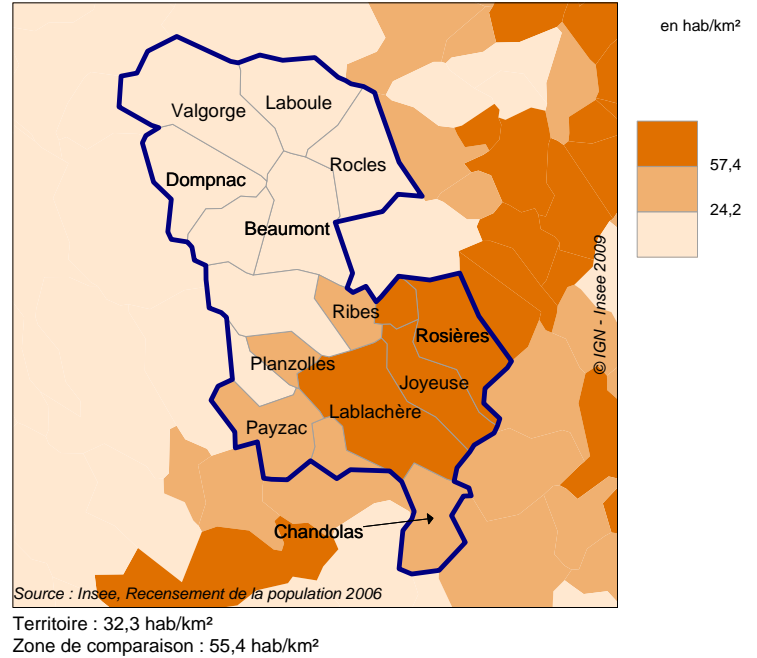 en hab/km²
57,4
24,2
Valgorge
Laboule
Rocles
Dompnac
Beaumont
Ribes
Rosières
Planzolles
Joyeuse
Lablachère
Payzac
Chandolas
© IGN - Insee 2009
Source : Insee, Recensement de la population 2006
Territoire : 32,3 hab/km²
Zone de comparaison : 55,4 hab/km²